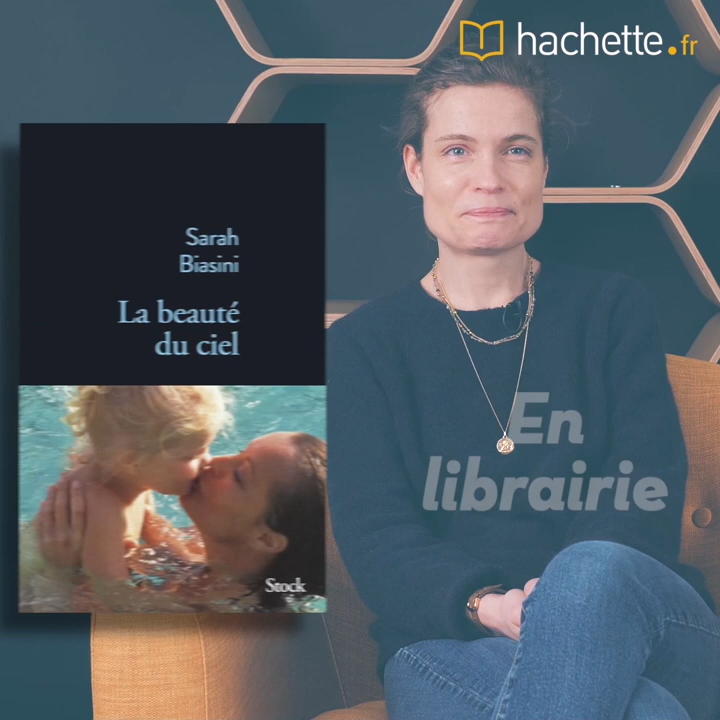 hachette.fr
Sarah
Biasini
La beauté
du ciel
Stock
En
librairie